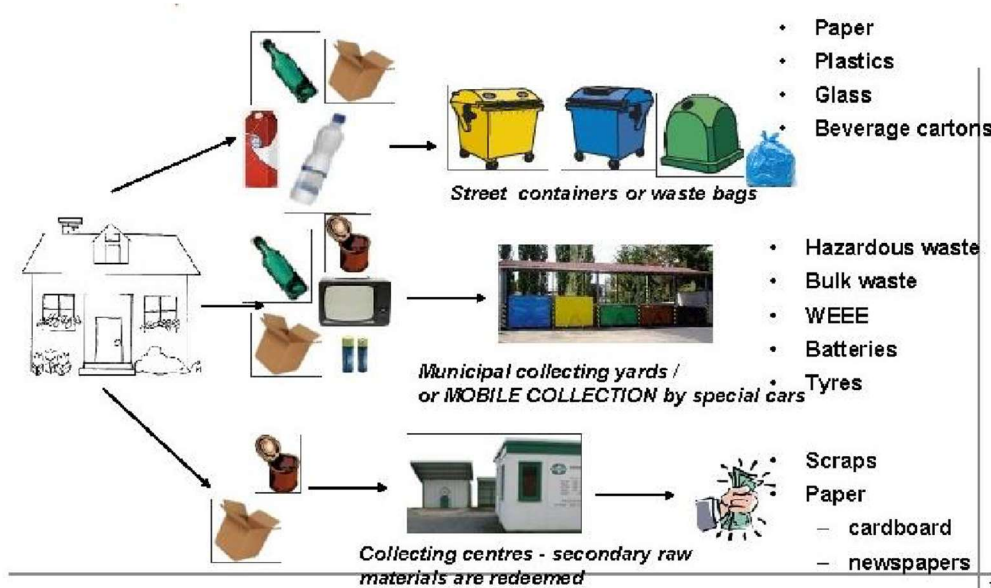 Paper
Plastics
Glass
Beverage cartons
Street containers or waste bags
Hazardous waste
Bulk waste
WEEE
Batteries
Tyres
Municipal collecting yards /
or MOBILE COLLECTION by special cars
Scraps
Paper
– cardboard
– newspapers
Collecting centres - secondary raw
materials are redeemed